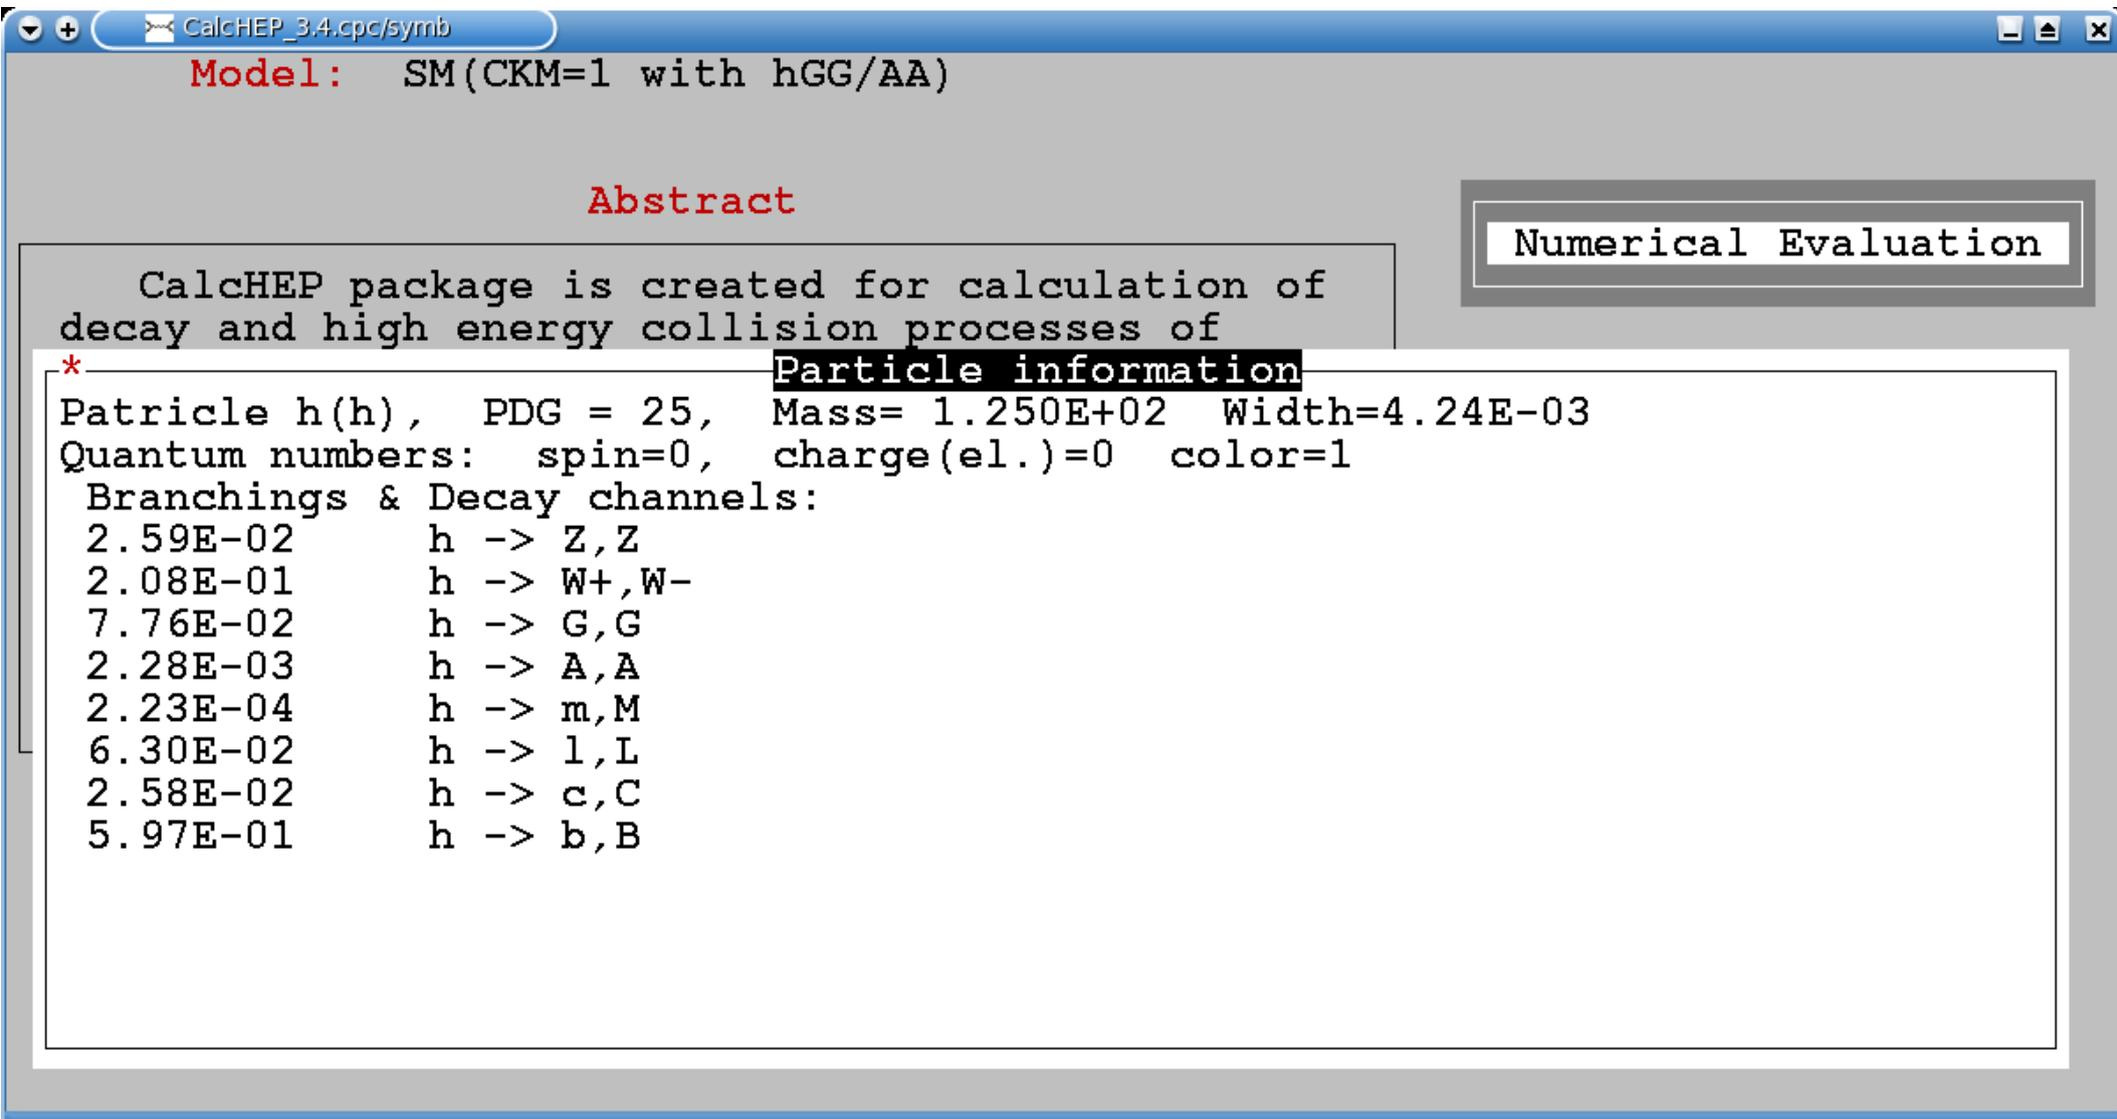 CalcHEP_3.4.cpc/symb
Model: SM(CKM=1 with hGG/AA)
Abstract
Numerical Evaluation
CalcHEP package is created for calculation of
decay and high energy collision processes of
*
Particle information
Patricle h(h), PDG = 25, Mass= 1.250E+02 Width=4.24E-03
Quantum numbers: spin=0, charge(el.)=0 color=1
Branchings & Decay channels:
2.59E-02 h -> Z,Z
2.08E-01 h -> W+,W-
7.76E-02 h -> G,G
2.28E-03 h -> A,A
2.23E-04 h -> m,M
6.30E-02 h -> l,L
2.58E-02 h -> c,C
5.97E-01 h -> b,B